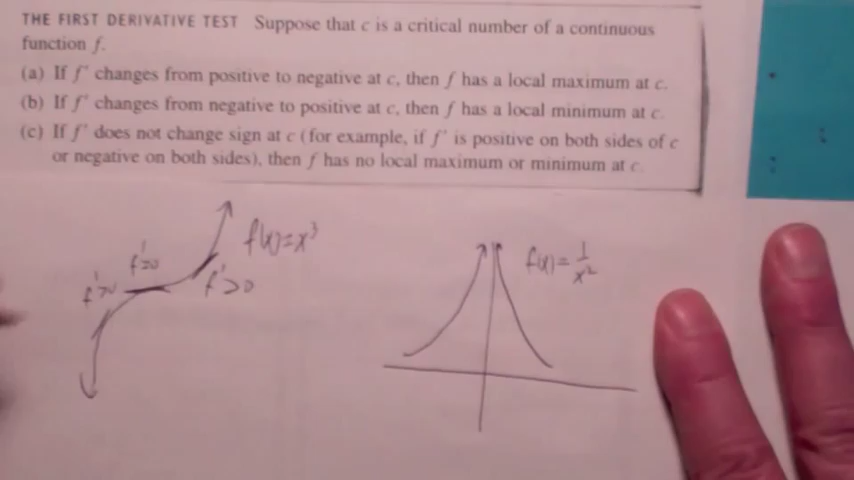 THE FIRST DERIVATIVE TEST Suppose that c is a critical number of a continuous
function f.
(a) If f′ changes from positive to negative at c, then f has a local maximum at c.
(b) If f′ changes from negative to positive at c, then f has a local minimum at c.
(c) If f′ does not change sign at c (for example, if f′ is positive on both sides of c
or negative on both sides), then f has no local maximum or minimum at c.
f(x)=x³
f′=0
f′>0
f′>0
f(x)=1/x²